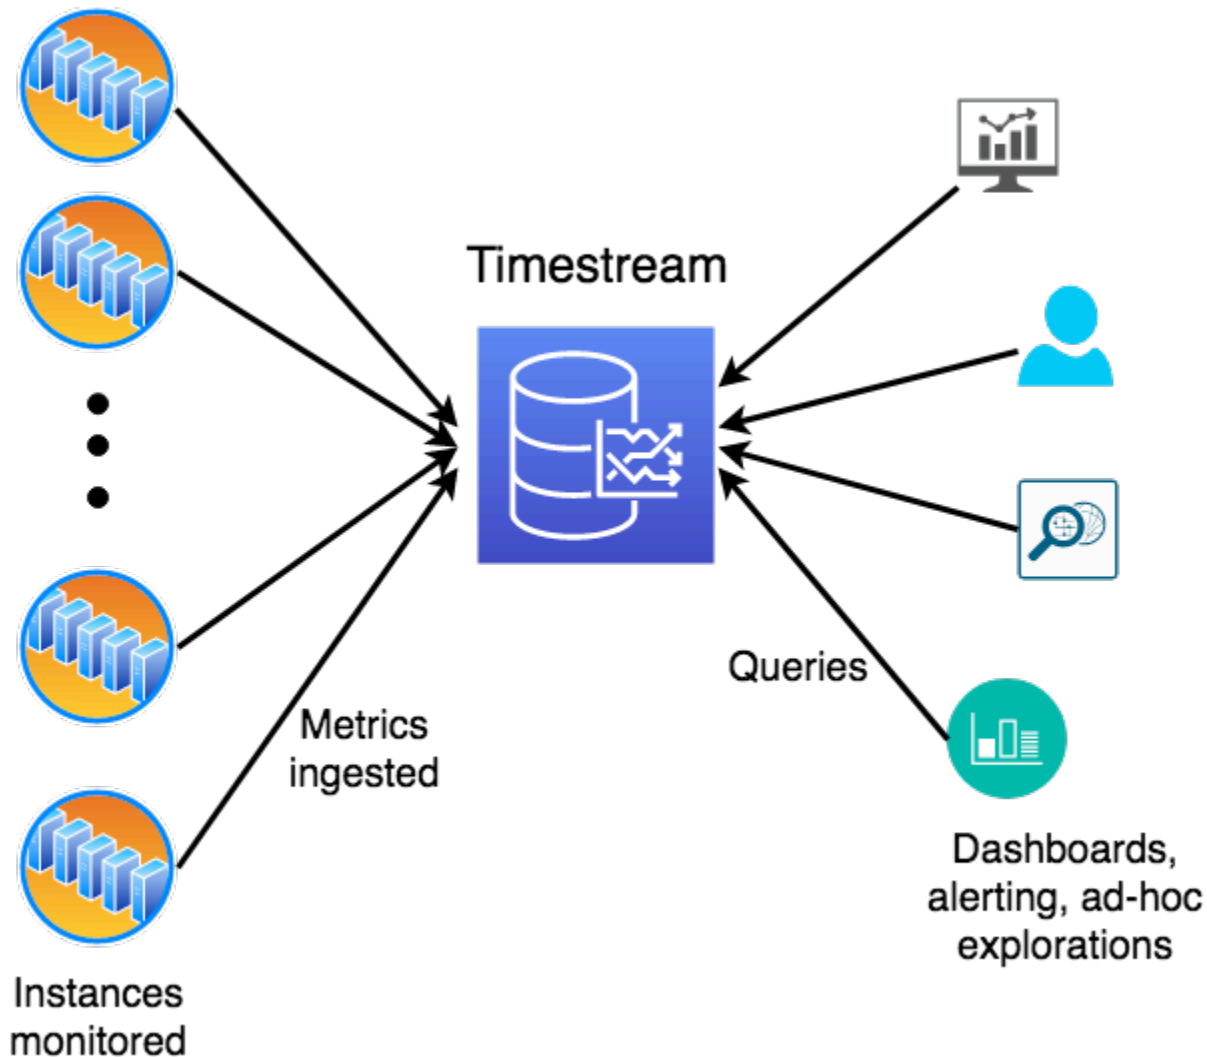 Timestream
Queries
Metrics
ingested
Dashboards,
alerting, ad-hoc
explorations
Instances
monitored